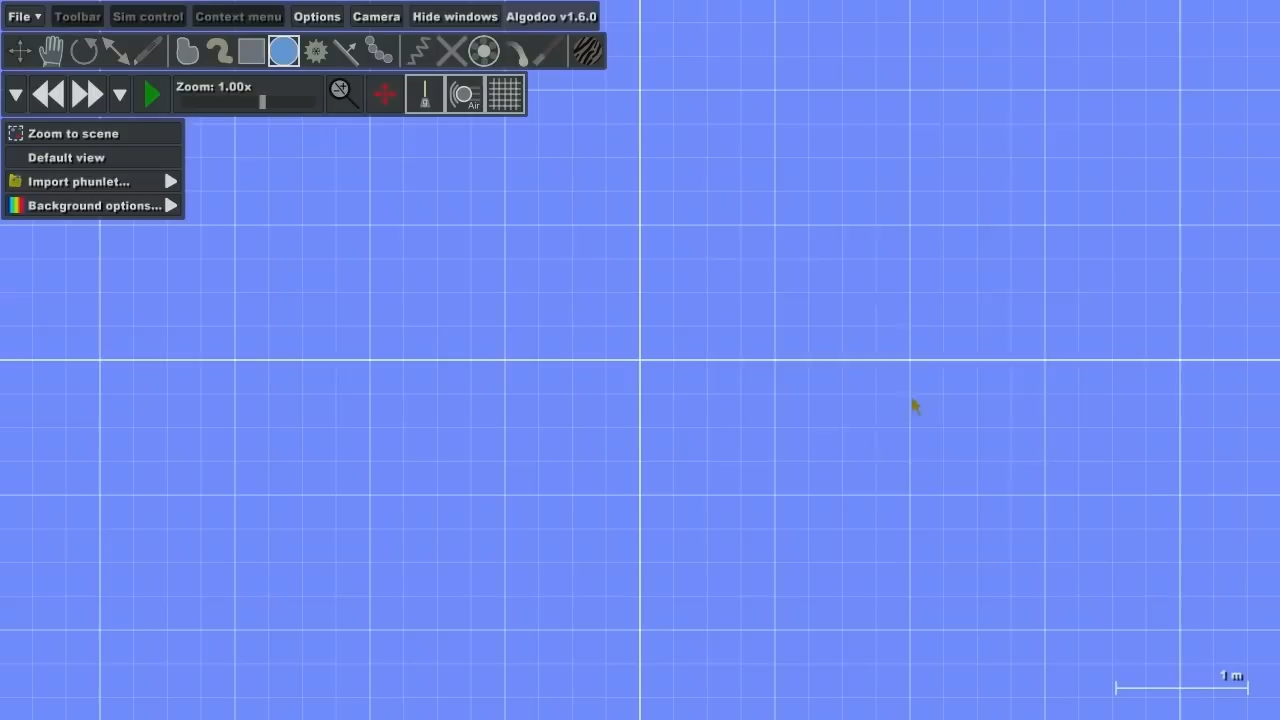 File Toolbar Sim control Context menu Options Camera Hide windows Algodoo v1.6.0
Zoom: 1.00x
g
Air
Zoom to scene
Default view
Import phunlet...
Background options...
1 m